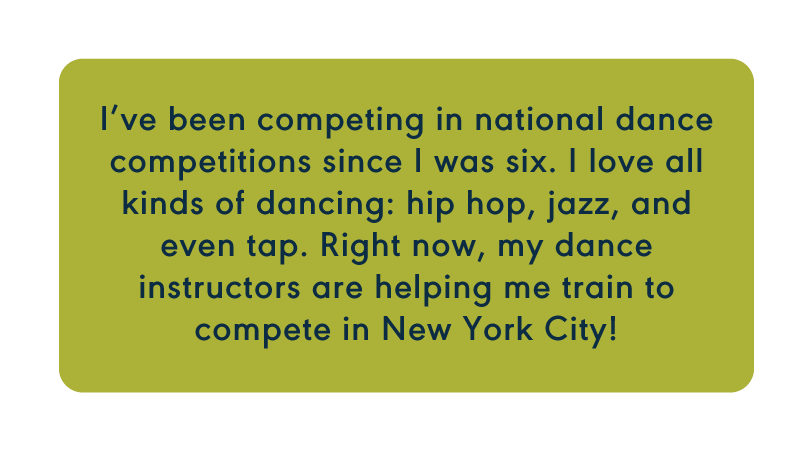 I’ve been competing in national dance
competitions since I was six. I love all
kinds of dancing: hip hop, jazz, and
even tap. Right now, my dance
instructors are helping me train to
compete in New York City!